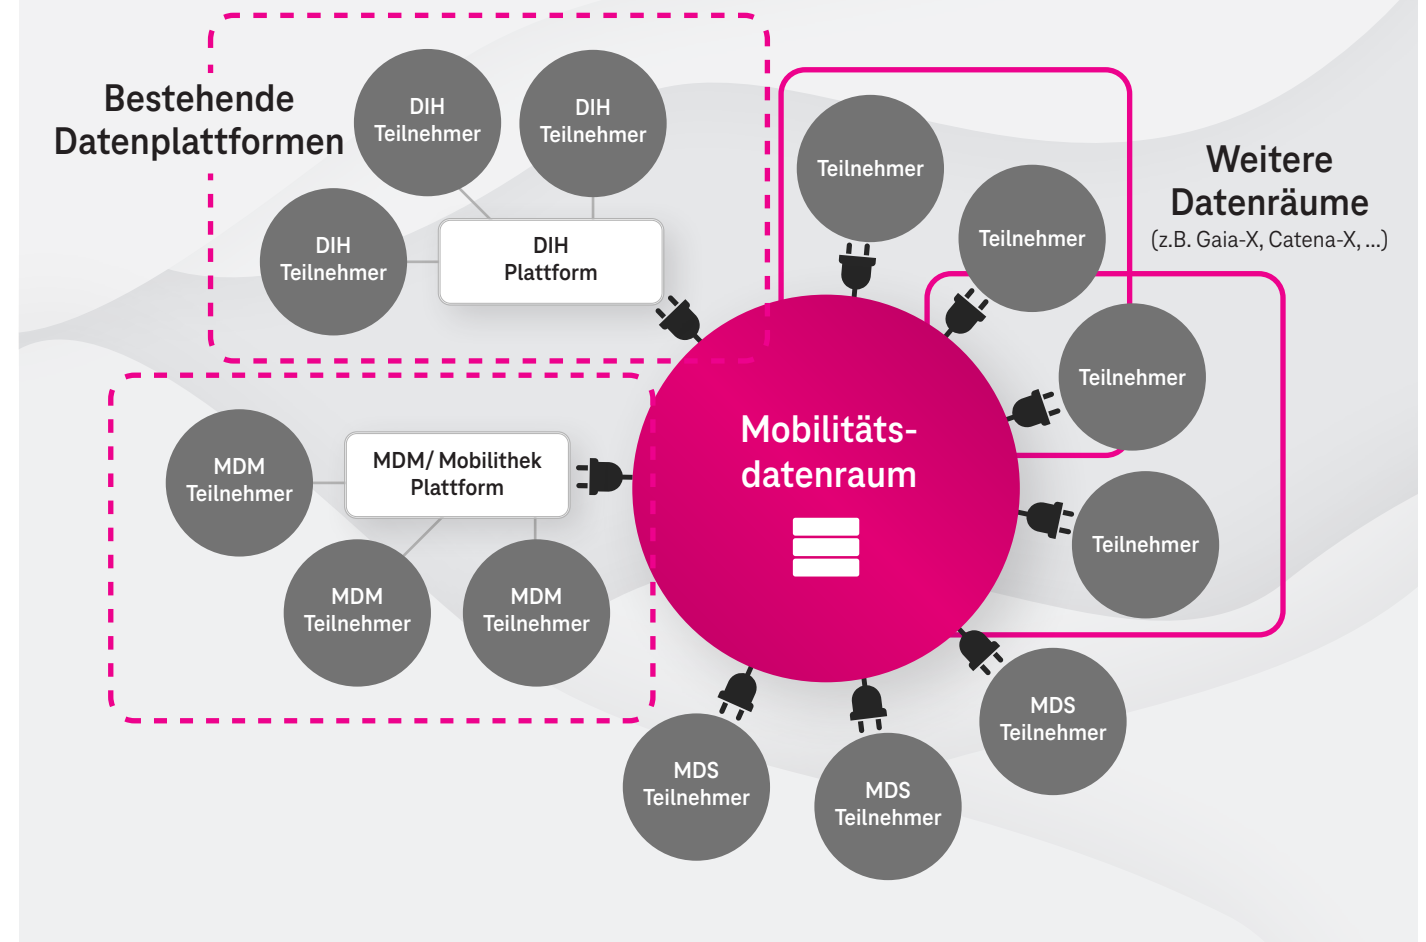 Bestehende
Datenplattformen
DIH
Teilnehmer
DIH
Teilnehmer
DIH
Teilnehmer
DIH
Plattform
Teilnehmer
Teilnehmer
Teilnehmer
Teilnehmer
Weitere
Datenräume
(z.B. Gaia-X, Catena-X, ...)
Mobilitäts-
datenraum
MDM
Teilnehmer
MDM/ Mobilithek
Plattform
MDM
Teilnehmer
MDM
Teilnehmer
MDS
Teilnehmer
MDS
Teilnehmer
MDS
Teilnehmer